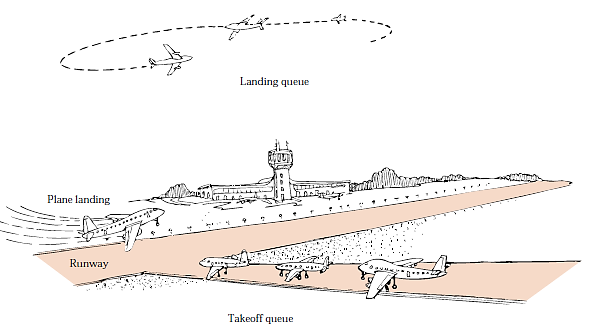 Landing queue
Plane landing
Runway
Takeoff queue